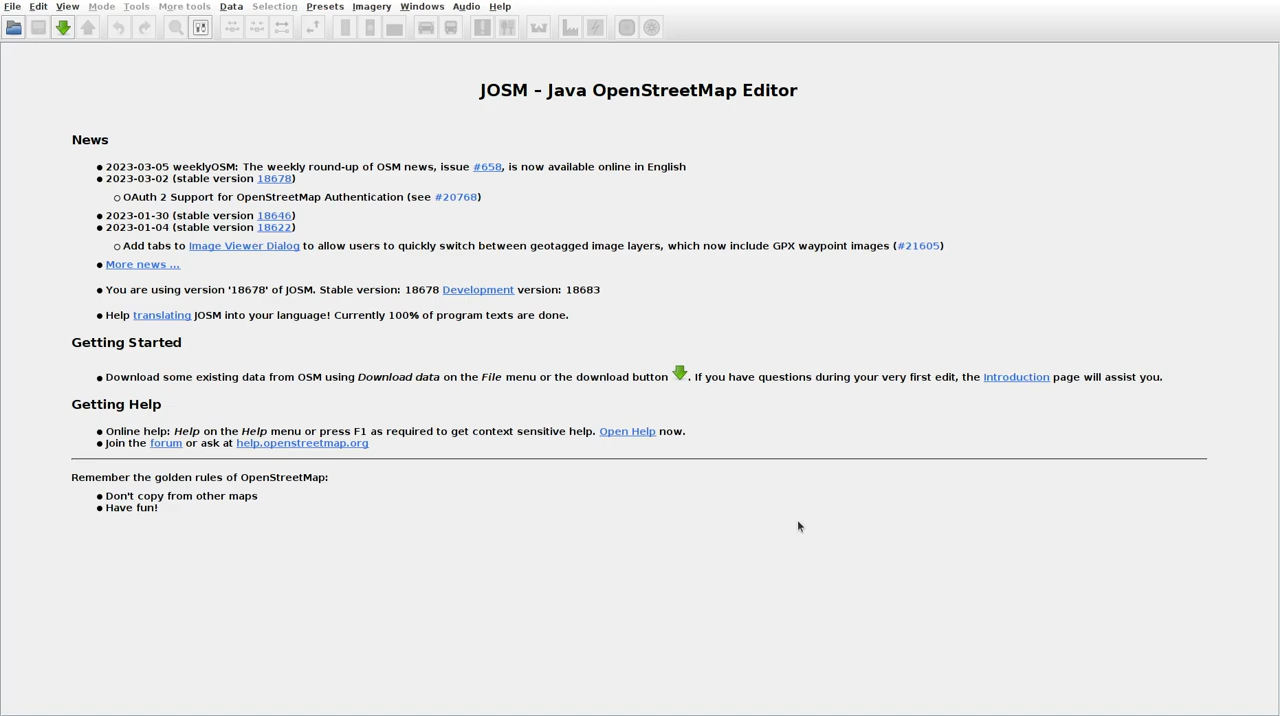 File Edit View Mode Tools More tools Data Selection Presets Imagery Windows Audio Help
JOSM – Java OpenStreetMap Editor
News
2023-03-05 weeklyOSM: The weekly round-up of OSM news, issue #658, is now available online in English
2023-03-02 (stable version 18678)
OAuth 2 Support for OpenStreetMap Authentication (see #20768)
2023-01-30 (stable version 18646)
2023-01-04 (stable version 18622)
Add tabs to Image Viewer Dialog to allow users to quickly switch between geotagged image layers, which now include GPX waypoint images (#21605)
More news ...
You are using version '18678' of JOSM. Stable version: 18678 Development version: 18683
Help translating JOSM into your language! Currently 100% of program texts are done.
Getting Started
Download some existing data from OSM using Download data on the File menu or the download button . If you have questions during your very first edit, the Introduction page will assist you.
Getting Help
Online help: Help on the Help menu or press F1 as required to get context sensitive help. Open Help now.
Join the forum or ask at help.openstreetmap.org
Remember the golden rules of OpenStreetMap:
Don't copy from other maps
Have fun!